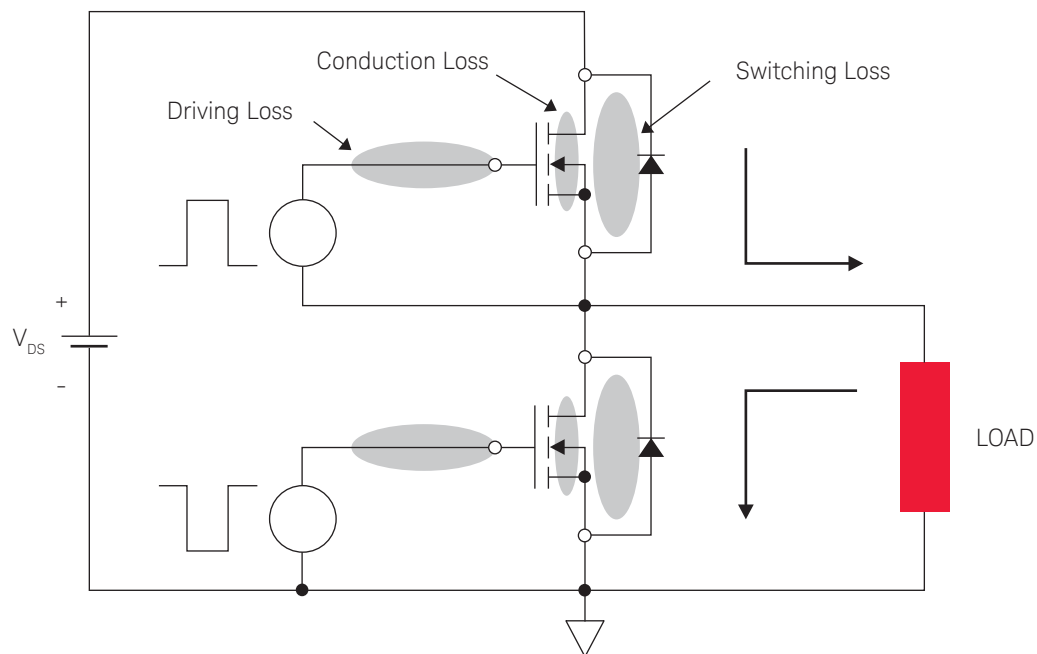 Conduction Loss
Switching Loss
Driving Loss
+
V_DS
-
LOAD